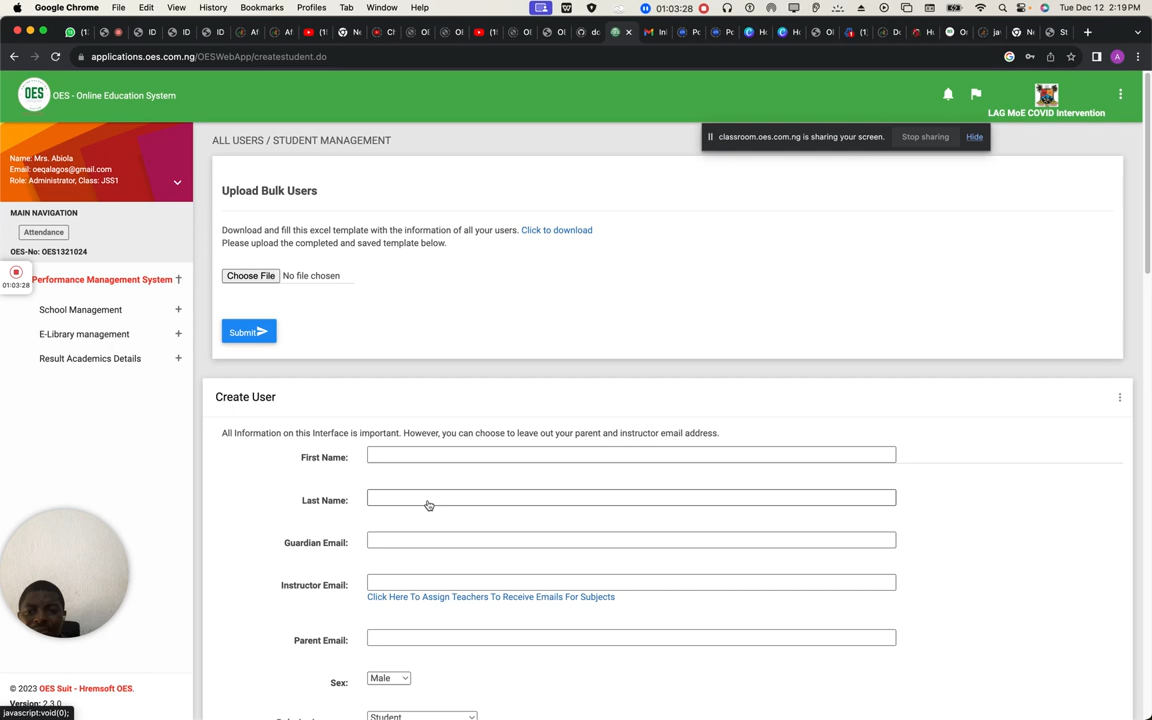 Google Chrome File Edit View History Bookmarks Profiles Tab Window Help 01:03:28 Tue Dec 12 2:19 PM
applications.oes.com.ng/OESWebApp/createstudent.do
OES OES - Online Education System
LAG MoE COVID Intervention
classroom.oes.com.ng is sharing your screen. Stop sharing Hide
Name: Mrs. Abiola
Email: oeqalagos@gmail.com
Role: Administrator, Class: JSS1
MAIN NAVIGATION
Attendance
OES-No: OES1321024
01:03:28
Performance Management System
School Management +
E-Library management +
Result Academics Details +
ALL USERS / STUDENT MANAGEMENT
Upload Bulk Users
Download and fill this excel template with the information of all your users. Click to download
Please upload the completed and saved template below.
Choose File No file chosen
Submit
Create User
All Information on this Interface is important. However, you can choose to leave out your parent and instructor email address.
First Name:
Last Name:
Guardian Email:
Instructor Email:
Click Here To Assign Teachers To Receive Emails For Subjects
Parent Email:
Sex: Male
Student
© 2023 OES Suit - Hremsoft OES.
Version: 2.3.0
javascript:void(0);